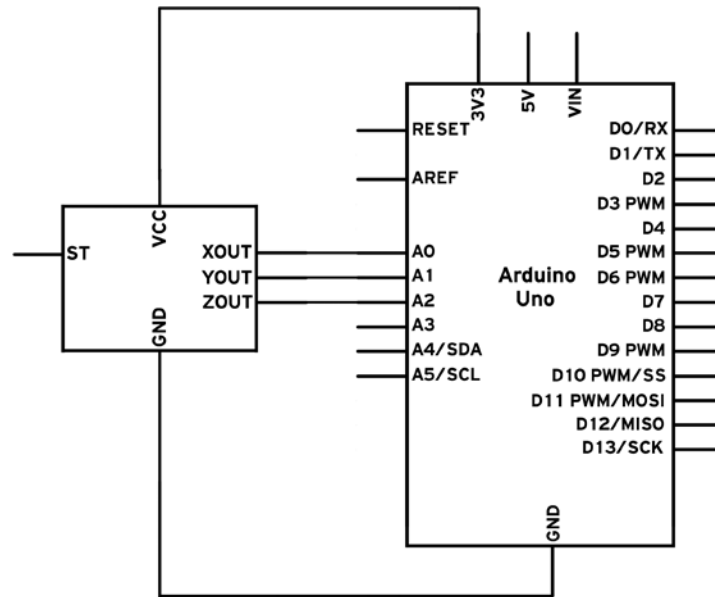 3V3
5V
VIN
RESET
AREF
A0
A1
A2
A3
A4/SDA
A5/SCL
Arduino
Uno
D0/RX
D1/TX
D2
D3 PWM
D4
D5 PWM
D6 PWM
D7
D8
D9 PWM
D10 PWM/SS
D11 PWM/MOSI
D12/MISO
D13/SCK
GND
VCC
ST
XOUT
YOUT
ZOUT
GND